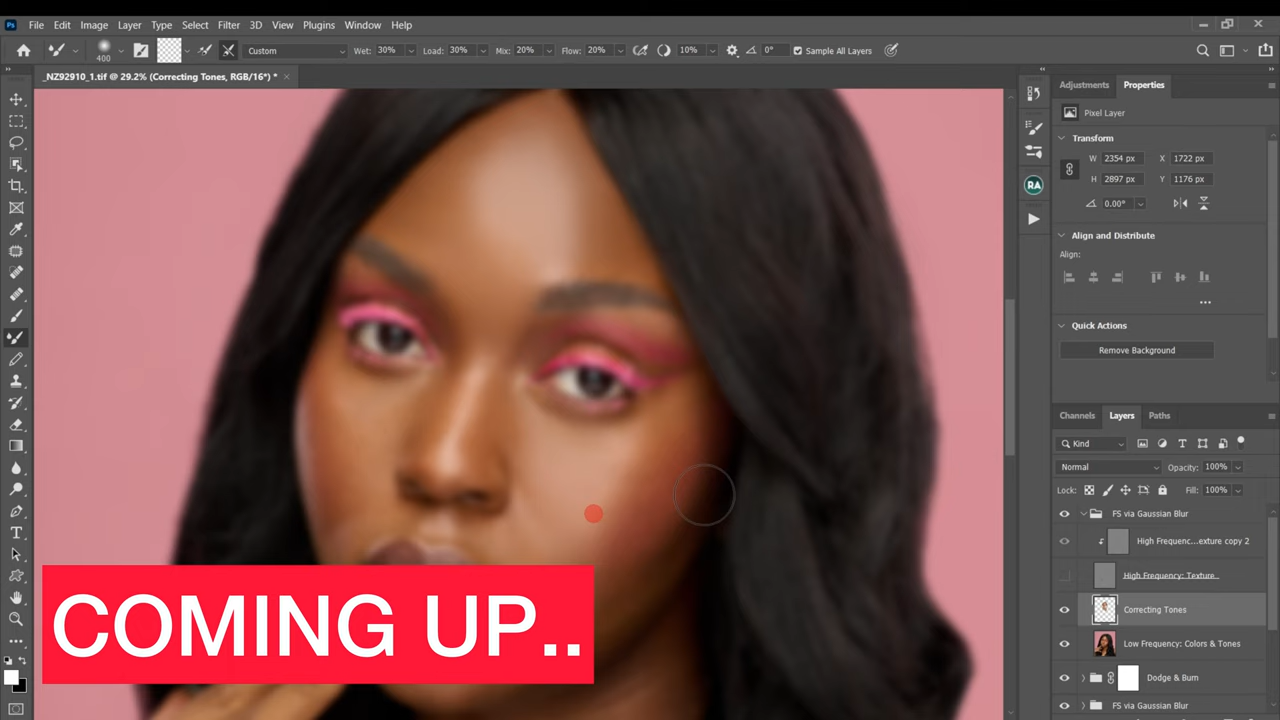 Ps File Edit Image Layer Type Select Filter 3D View Plugins Window Help
400 Custom Wet: 30% Load: 30% Mix: 20% Flow: 20% 10% 0° Sample All Layers
_NZ92910_1.tif @ 29.2% (Correcting Tones, RGB/16*) *
Adjustments Properties
Pixel Layer
Transform
W 2354 px X 1722 px
H 2897 px Y 1176 px
0.00°
Align and Distribute
Align:
Quick Actions
Remove Background
Channels Layers Paths
Kind
Normal Opacity: 100%
Lock: Fill: 100%
FS via Gaussian Blur
High Frequenc...exture copy 2
High Frequency: Texture
Correcting Tones
Low Frequency: Colors & Tones
Dodge & Burn
FS via Gaussian Blur
RA
COMING UP..